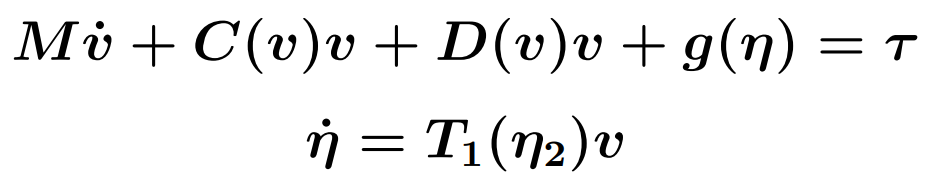 Mv̇ + C(v)v + D(v)v + g(η) = τ
η̇ = T₁(η₂)v